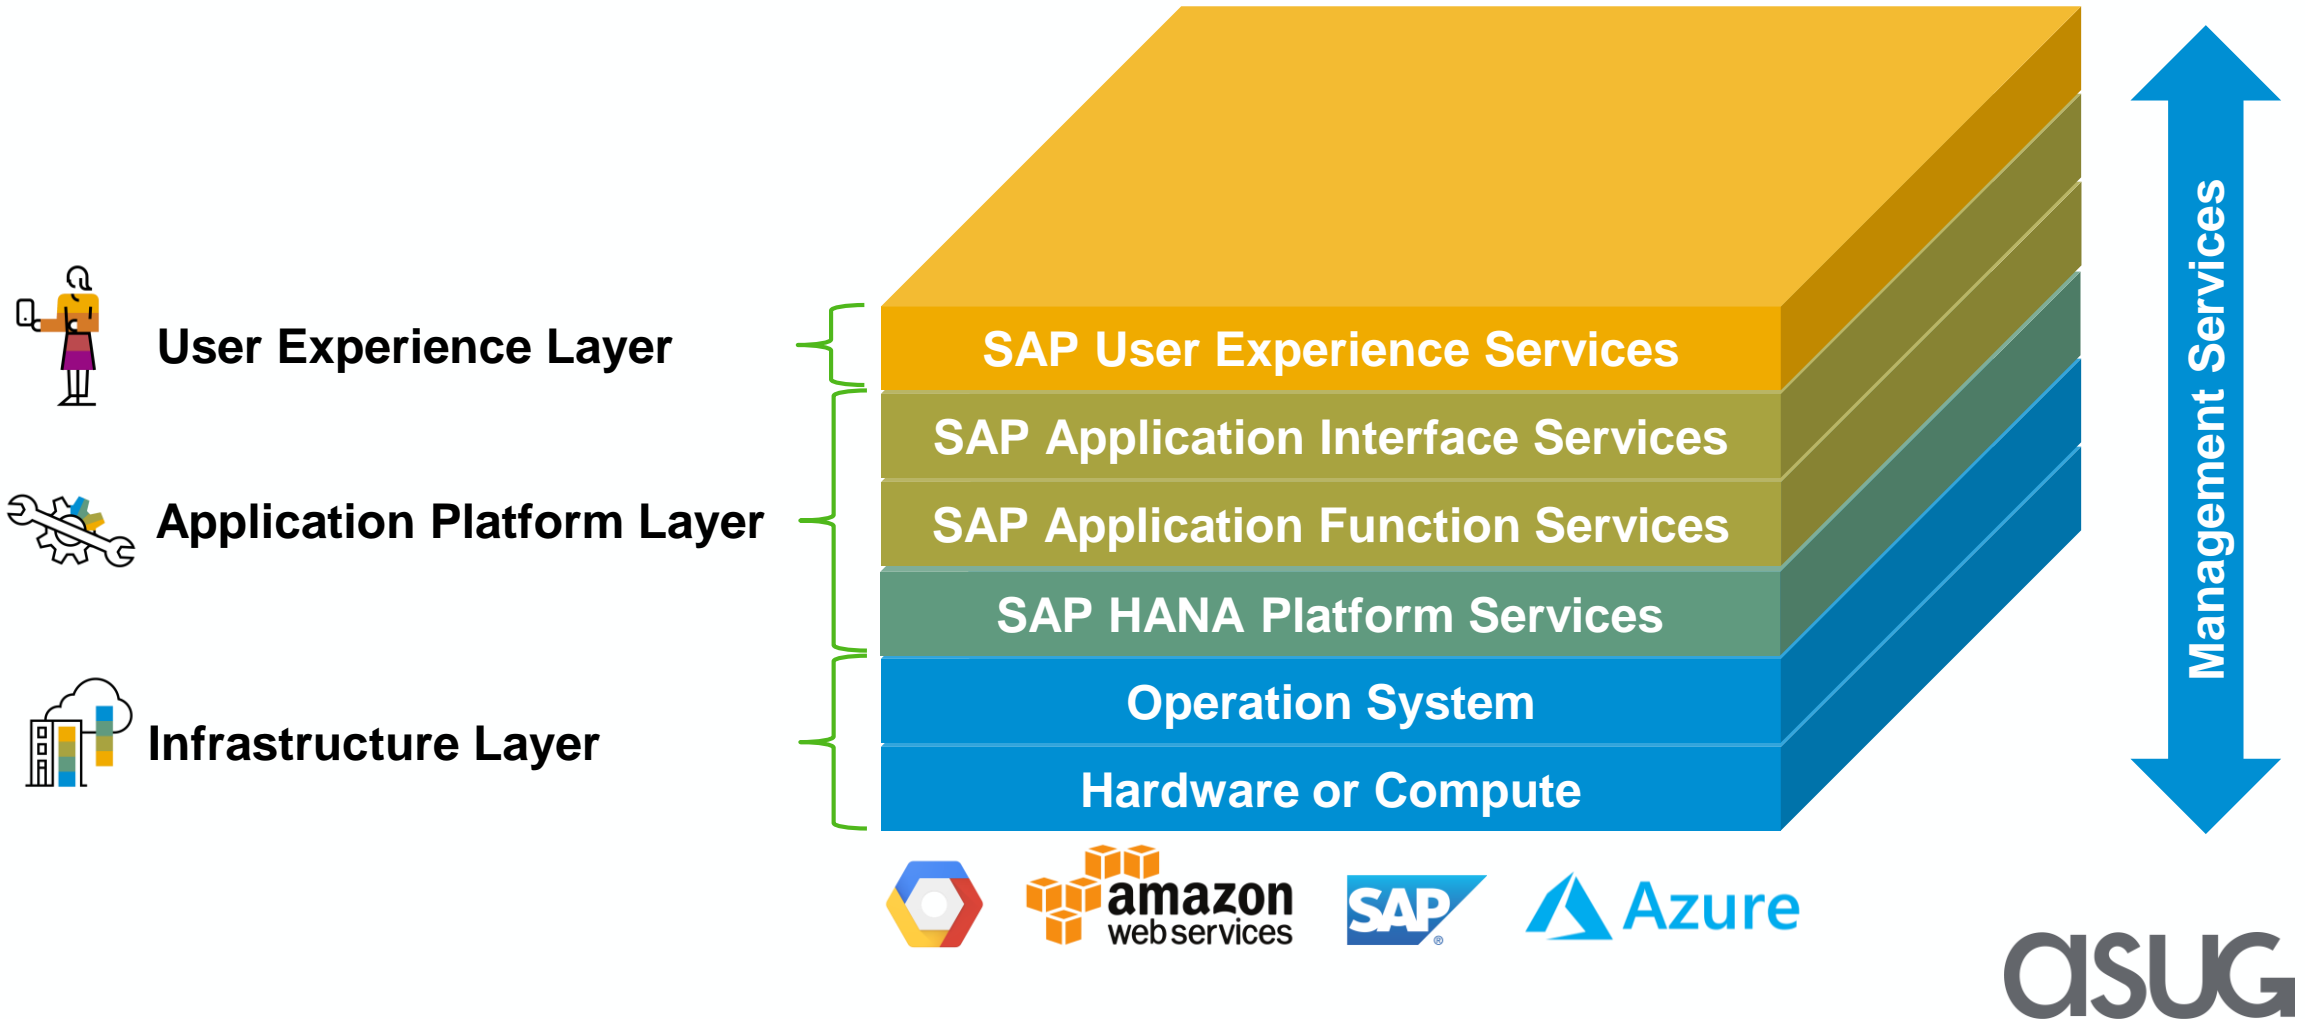 User Experience Layer
Application Platform Layer
Infrastructure Layer
SAP User Experience Services
SAP Application Interface Services
SAP Application Function Services
SAP HANA Platform Services
Operation System
Hardware or Compute
Management Services
amazon
web services
SAP®
Azure
asug